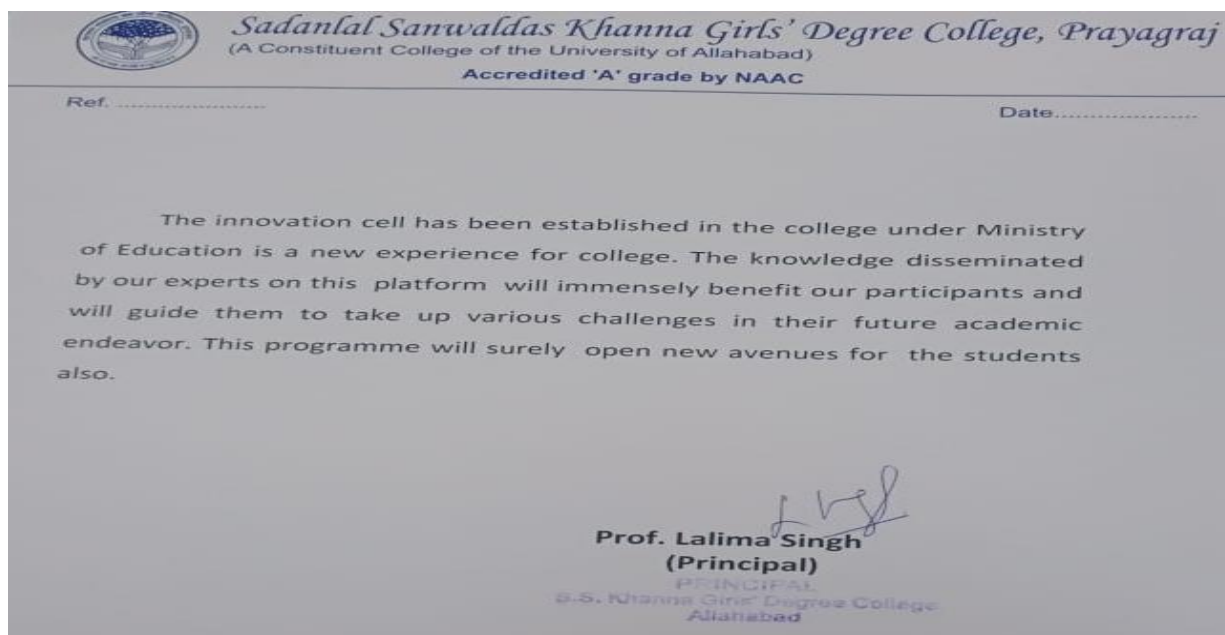 Sadanlal Sanwaldas Khanna Girls' Degree College, Prayagraj
(A Constituent College of the University of Allahabad)
Accredited 'A' grade by NAAC
Ref. ......................
Date.....................
The innovation cell has been established in the college under Ministry
of Education is a new experience for college. The knowledge disseminated
by our experts on this platform will immensely benefit our participants and
will guide them to take up various challenges in their future academic
endeavor. This programme will surely open new avenues for the students
also.
Prof. Lalima Singh
(Principal)
PRINCIPAL
S.S. Khanna Girls' Degree College
Allahabad